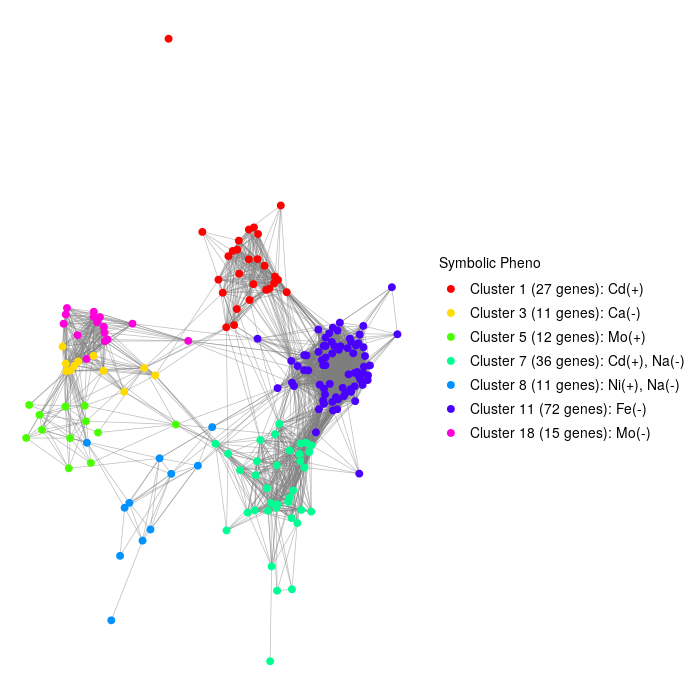 Symbolic Pheno
Cluster 1 (27 genes): Cd(+)
Cluster 3 (11 genes): Ca(-)
Cluster 5 (12 genes): Mo(+)
Cluster 7 (36 genes): Cd(+), Na(-)
Cluster 8 (11 genes): Ni(+), Na(-)
Cluster 11 (72 genes): Fe(-)
Cluster 18 (15 genes): Mo(-)